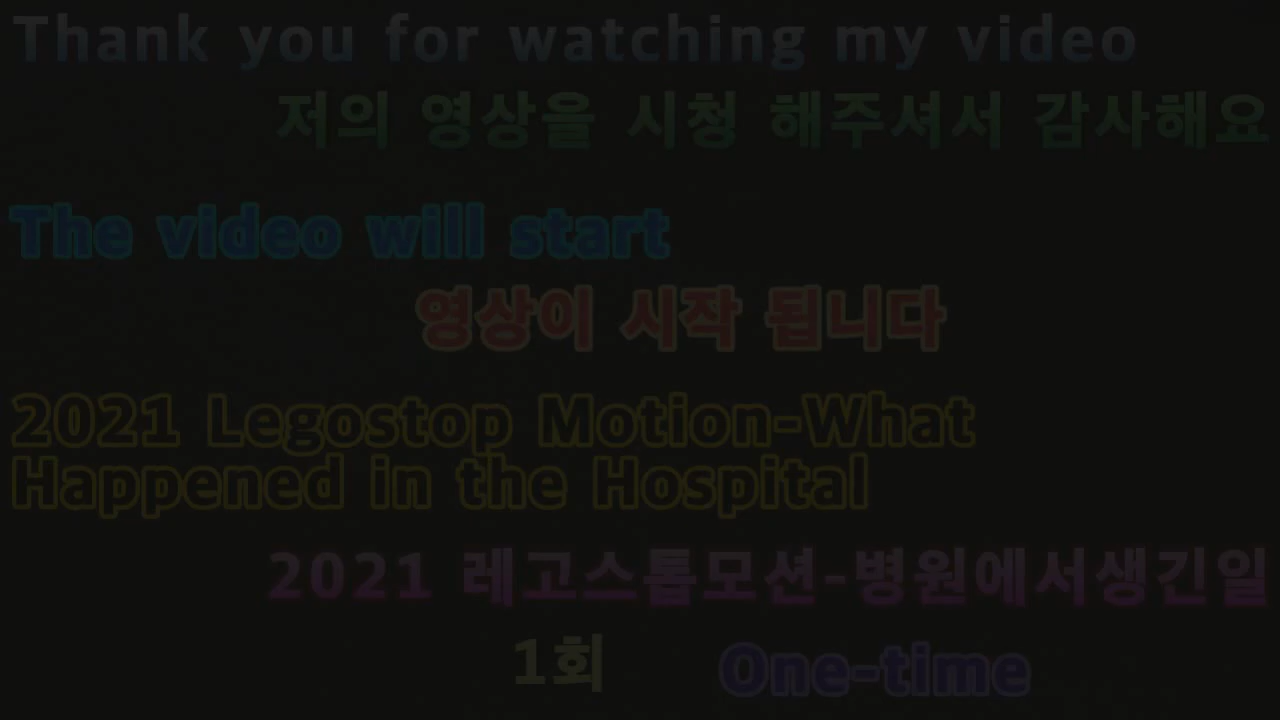 Thank you for watching my video
저의 영상을 시청 해주셔서 감사해요
The video will start
영상이 시작 됩니다
2021 Legostop Motion-What
Happened in the Hospital
2021 레고스톱모션-병원에서생긴일
1회 One-time